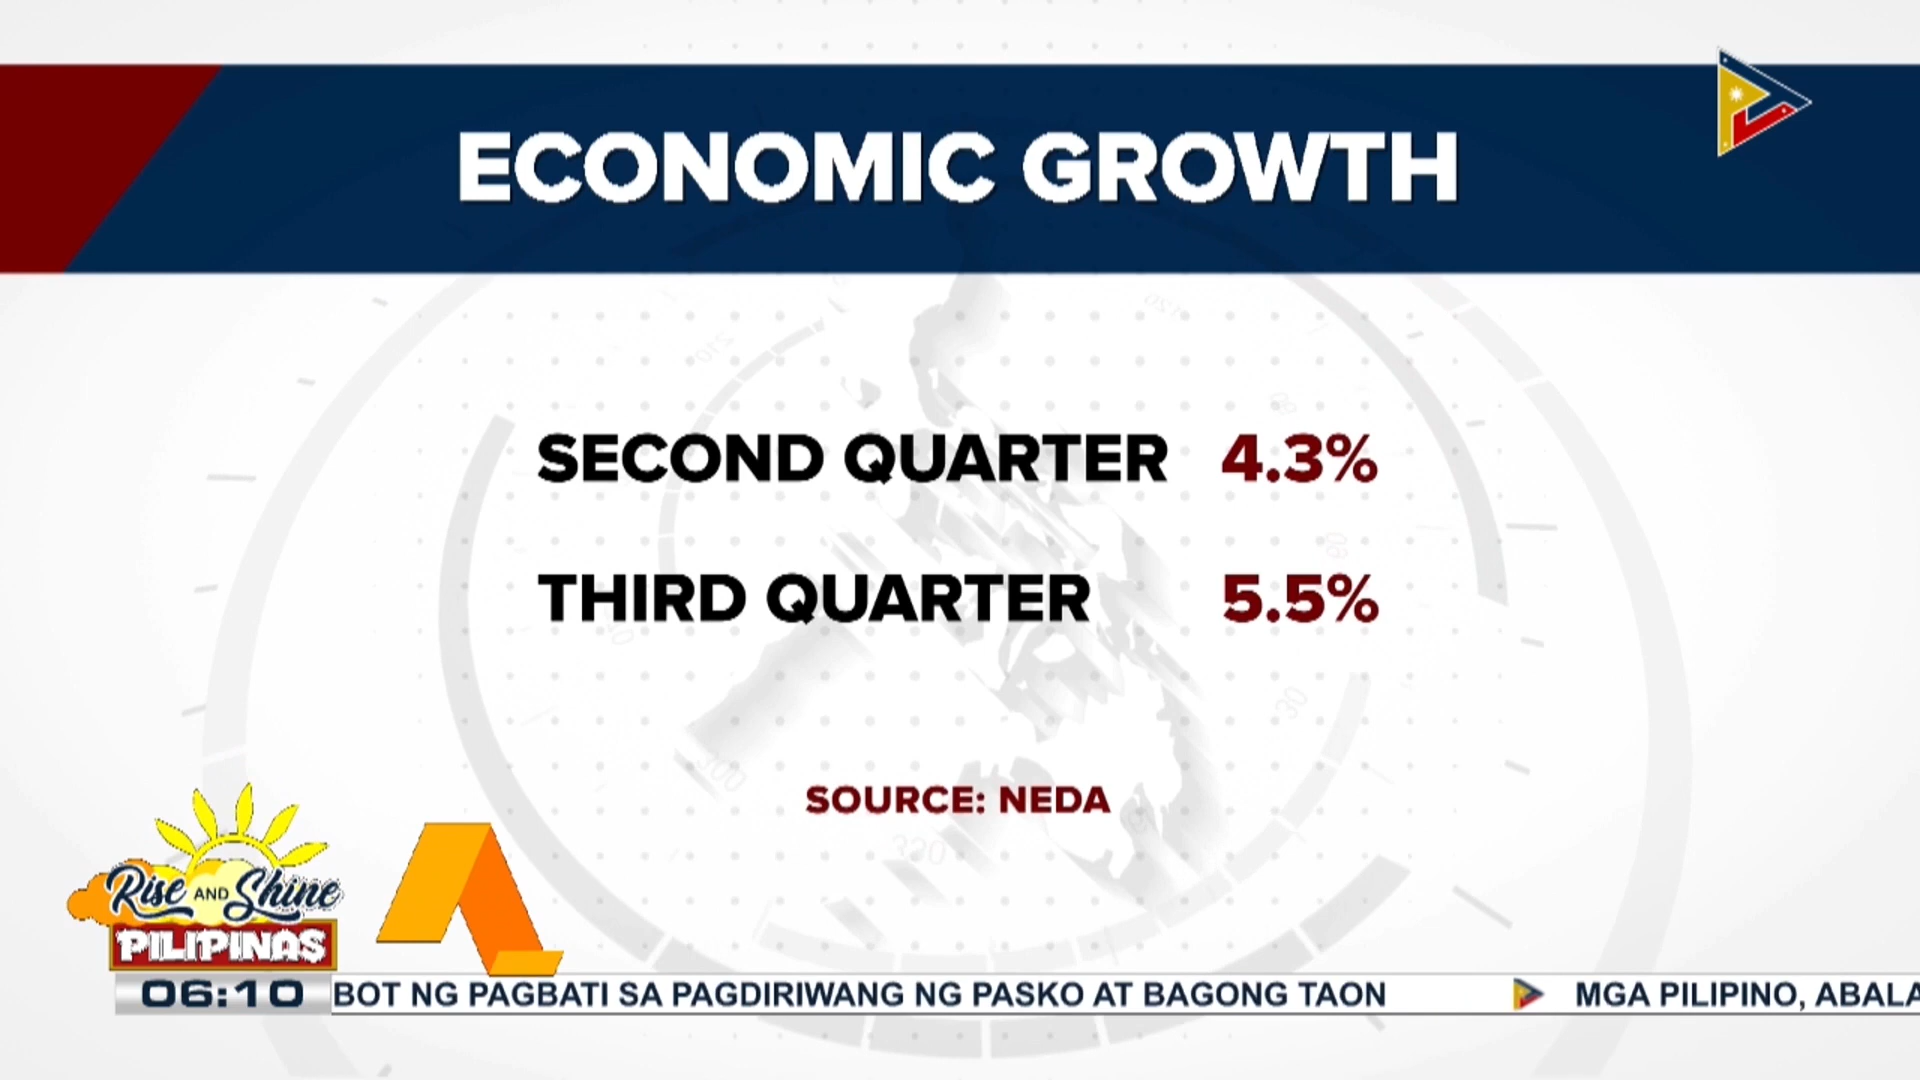 ECONOMIC GROWTH
SECOND QUARTER 4.3%
THIRD QUARTER 5.5%
SOURCE: NEDA
Rise AND Shine
PILIPINAS
06:10 BOT NG PAGBATI SA PAGDIRIWANG NG PASKO AT BAGONG TAON MGA PILIPINO, ABALA